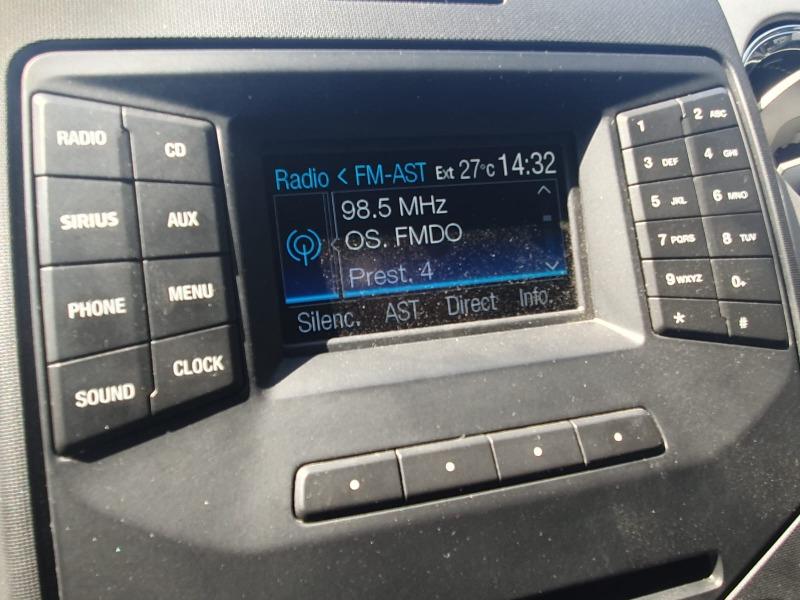 RADIO
CD
SIRIUS
AUX
PHONE
MENU
SOUND
CLOCK
Radio < FM-AST Ext 27°C 14:32
98.5 MHz
OS. FMDO
Prest. 4
Silenc. AST Direct Info.
1 2 ABC
3 DEF 4 GHI
5 JKL 6 MNO
7 PQRS 8 TUV
9 WXYZ 0+
* #